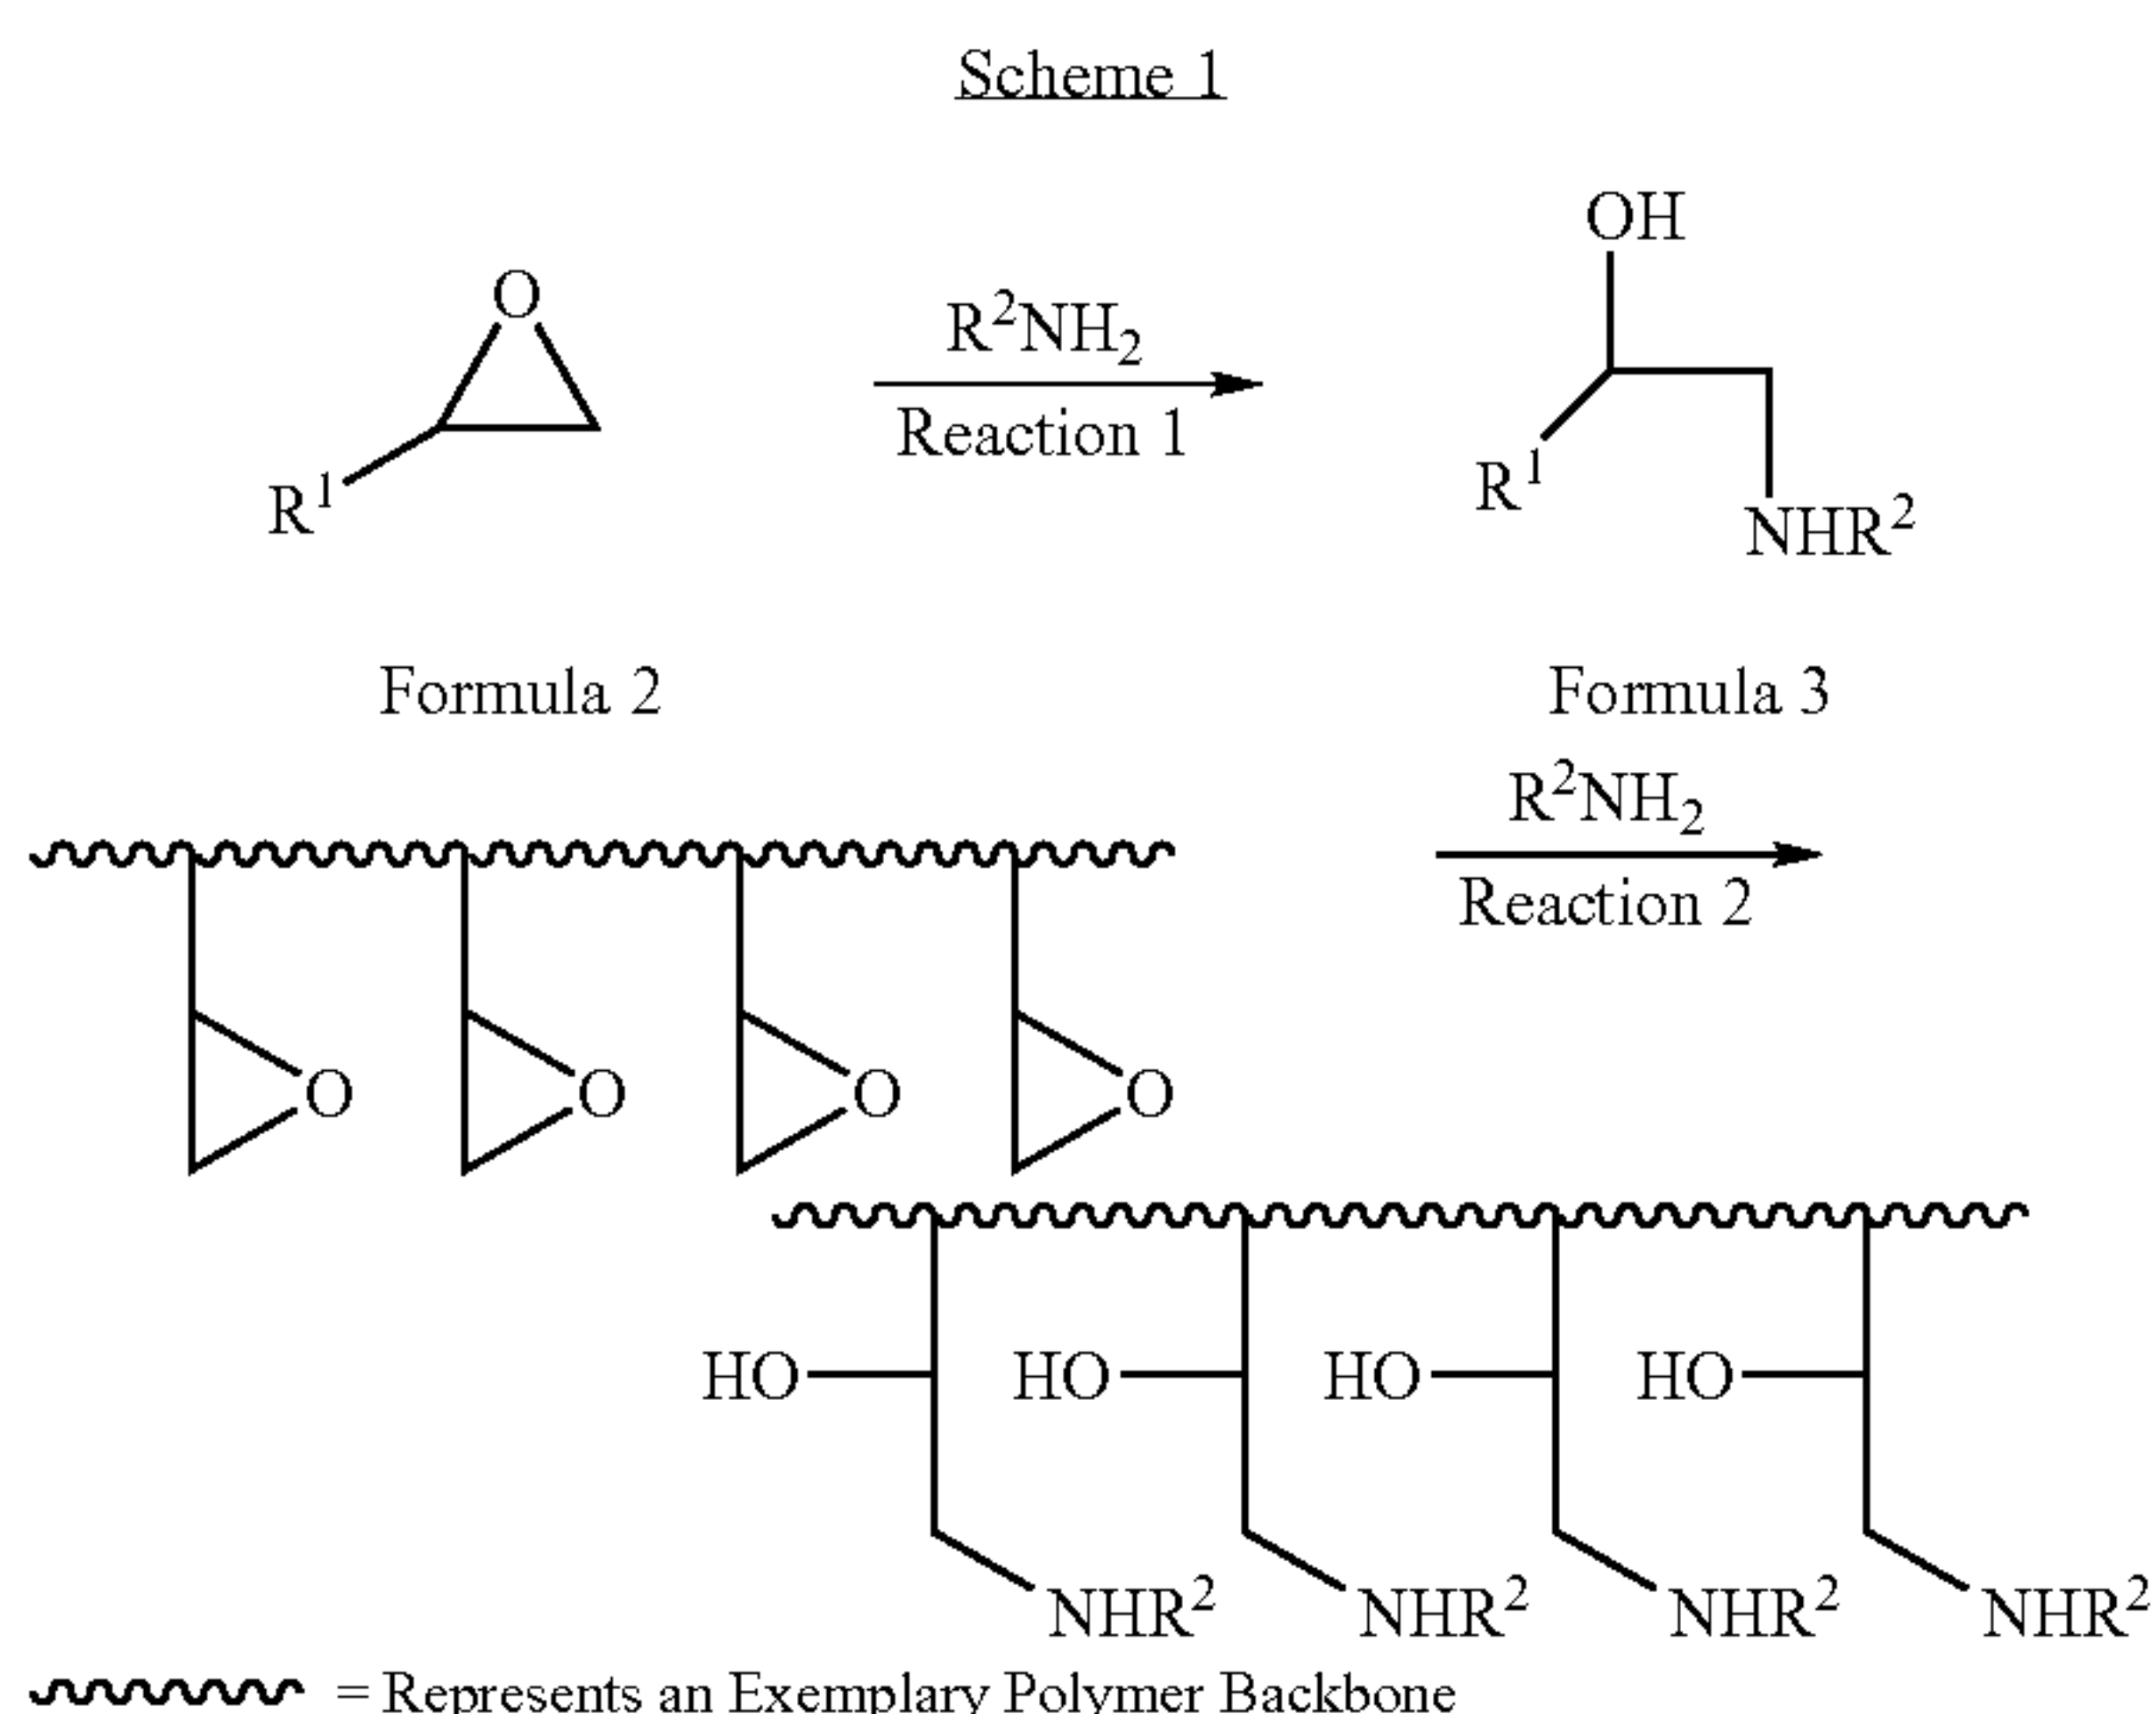 Scheme 1
OH
O
R²NH₂
Reaction 1
R¹
R¹
NHR²
Formula 2
Formula 3
R²NH₂
Reaction 2
O O O O
HO HO HO HO
NHR² NHR² NHR² NHR²
= Represents an Exemplary Polymer Backbone